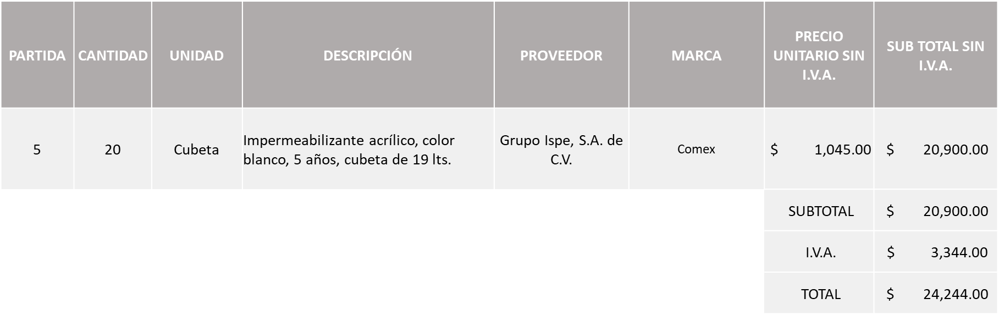 PARTIDA CANTIDAD UNIDAD DESCRIPCIÓN PROVEEDOR MARCA PRECIO UNITARIO SIN I.V.A. SUB TOTAL SIN I.V.A.
5 20 Cubeta Impermeabilizante acrílico, color blanco, 5 años, cubeta de 19 lts. Grupo Ispe, S.A. de C.V. Comex $ 1,045.00 $ 20,900.00
SUBTOTAL $ 20,900.00
I.V.A. $ 3,344.00
TOTAL $ 24,244.00